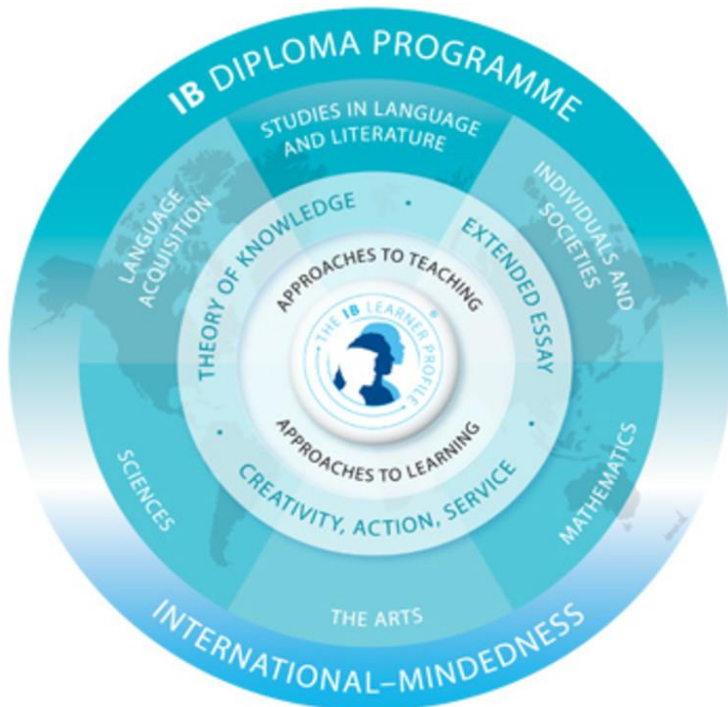 IB DIPLOMA PROGRAMME
STUDIES IN LANGUAGE
AND LITERATURE
INDIVIDUALS AND
SOCIETIES
MATHEMATICS
THE ARTS
SCIENCES
LANGUAGE
ACQUISITION
THEORY OF KNOWLEDGE
EXTENDED ESSAY
CREATIVITY, ACTION, SERVICE
APPROACHES TO TEACHING
APPROACHES TO LEARNING
THE IB LEARNER PROFILE
®
INTERNATIONAL–MINDEDNESS